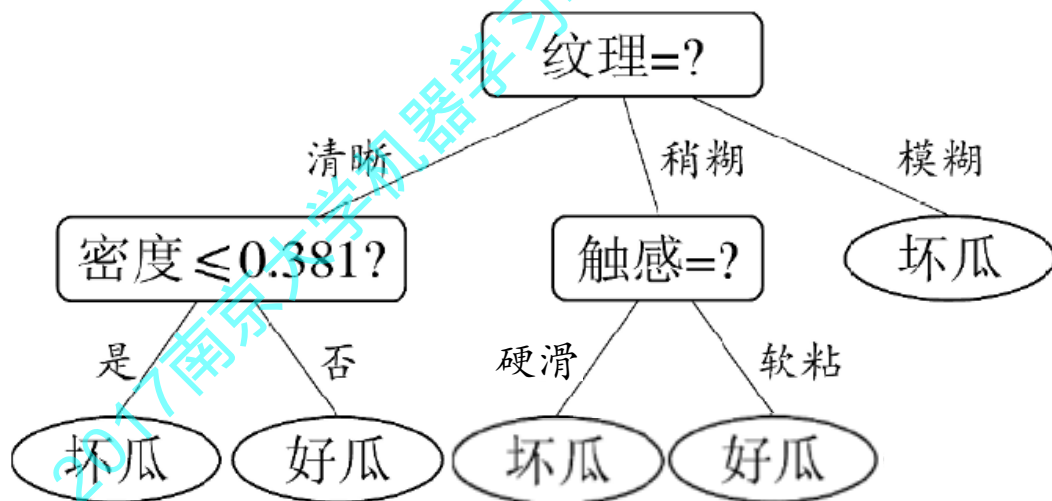 纹理=?
清晰
稍糊
模糊
密度≤0.381?
触感=?
坏瓜
是
否
硬滑
软粘
坏瓜
好瓜
坏瓜
好瓜
2017南京大学机器学习